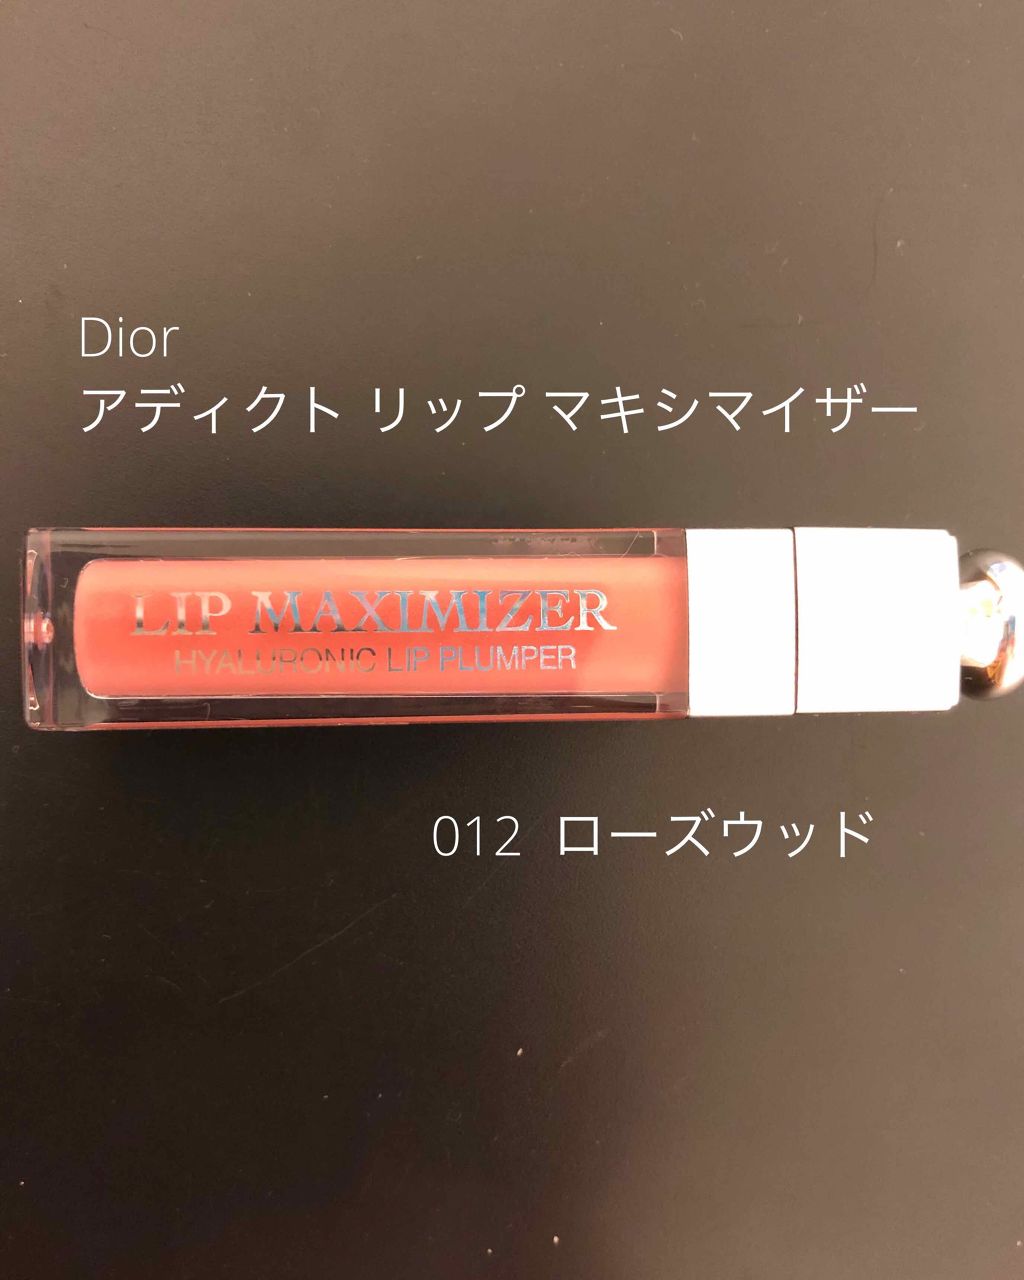 Dior
アディクト リップ マキシマイザー
LIP MAXIMIZER
HYALURONIC LIP PLUMPER
012 ローズウッド